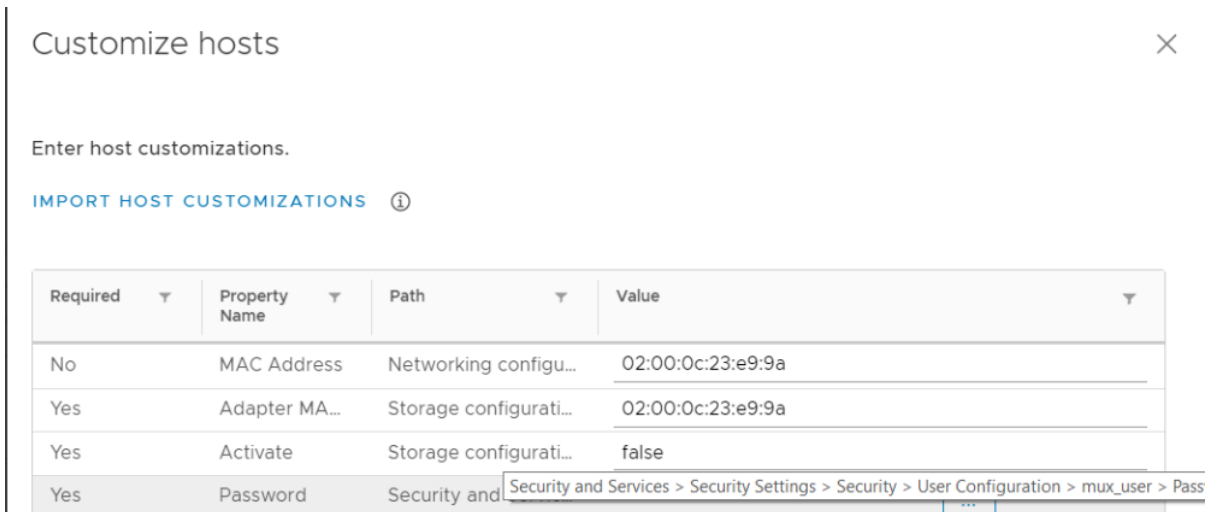 Customize hosts
Enter host customizations.
IMPORT HOST CUSTOMIZATIONS
Required Property Name Path Value
No MAC Address Networking configu... 02:00:0c:23:e9:9a
Yes Adapter MA... Storage configurati... 02:00:0c:23:e9:9a
Yes Activate Storage configurati... false
Yes Password Security and Security and Services > Security Settings > Security > User Configuration > mux_user > Pass
...